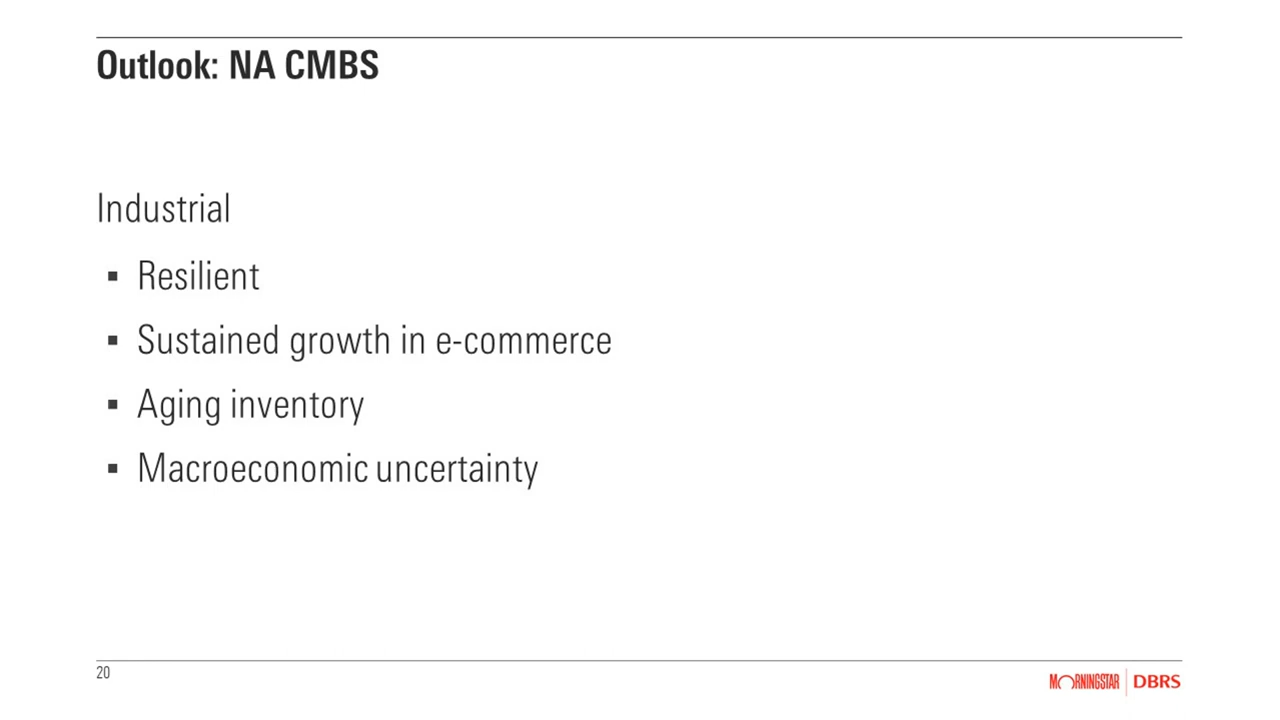 Outlook: NA CMBS
Industrial
▪ Resilient
▪ Sustained growth in e-commerce
▪ Aging inventory
▪ Macroeconomic uncertainty
20
MORNINGSTAR | DBRS